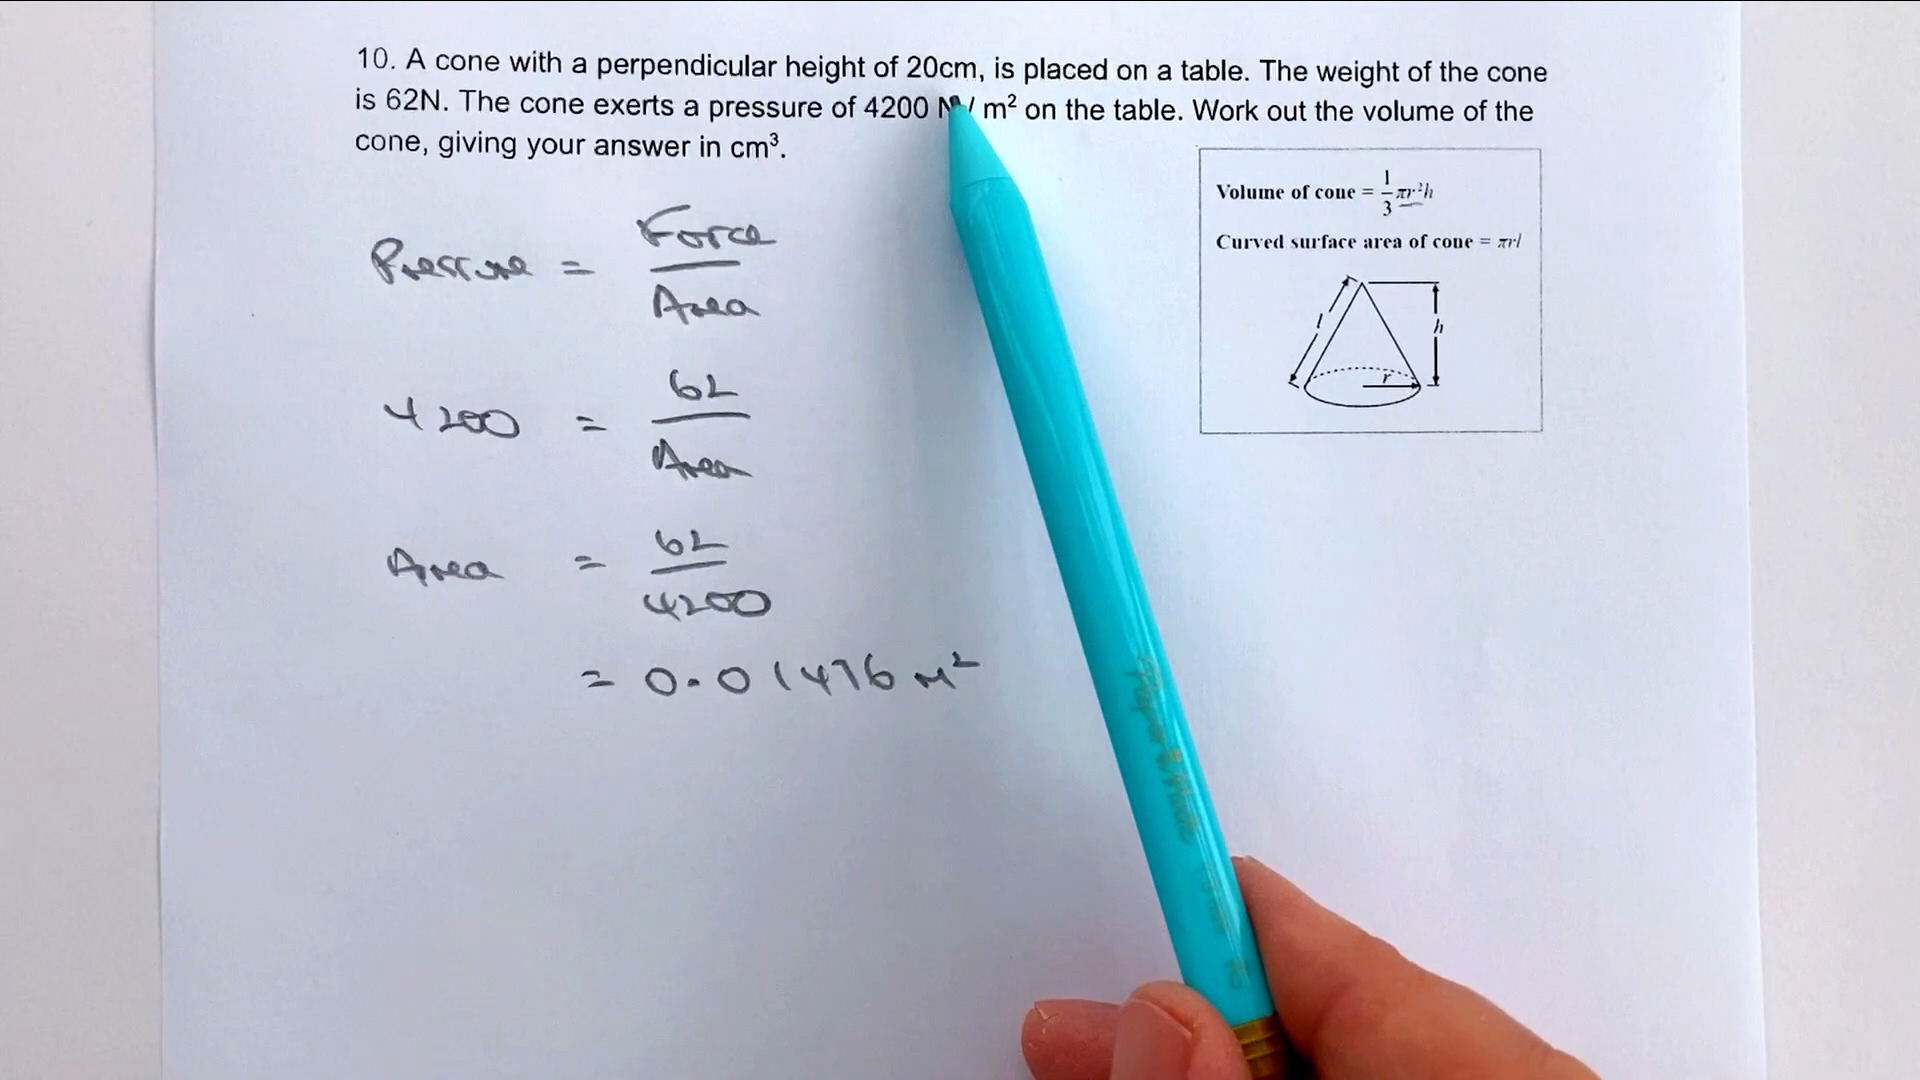 10. A cone with a perpendicular height of 20cm, is placed on a table. The weight of the cone
is 62N. The cone exerts a pressure of 4200 N/ m² on the table. Work out the volume of the
cone, giving your answer in cm³.
Volume of cone = 1/3 πr²h
Curved surface area of cone = πrl
l
h
r
Pressure = Force / Area
4200 = 62 / Area
Area = 62 / 4200
= 0.01476 m²